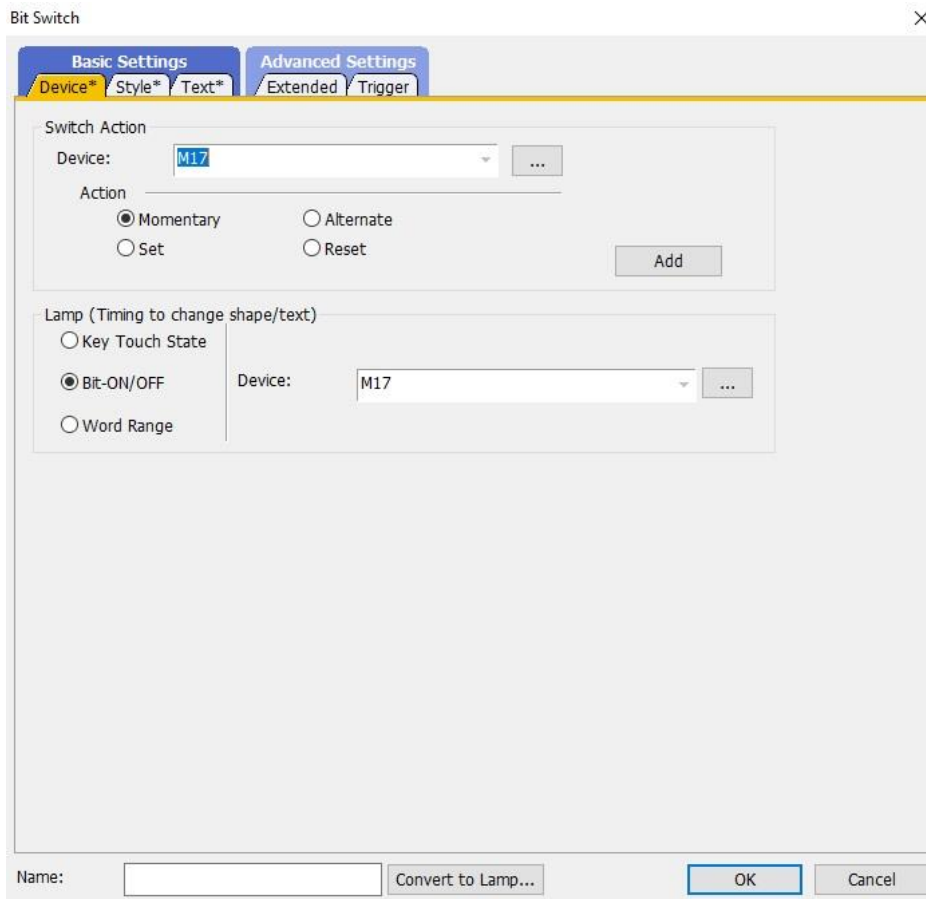 Bit Switch
Basic Settings Advanced Settings
Device* Style* Text* Extended Trigger
Switch Action
Device: M17 ...
Action
Momentary Alternate
Set Reset
Add
Lamp (Timing to change shape/text)
Key Touch State
Bit-ON/OFF Device: M17 ...
Word Range
Name: Convert to Lamp... OK Cancel